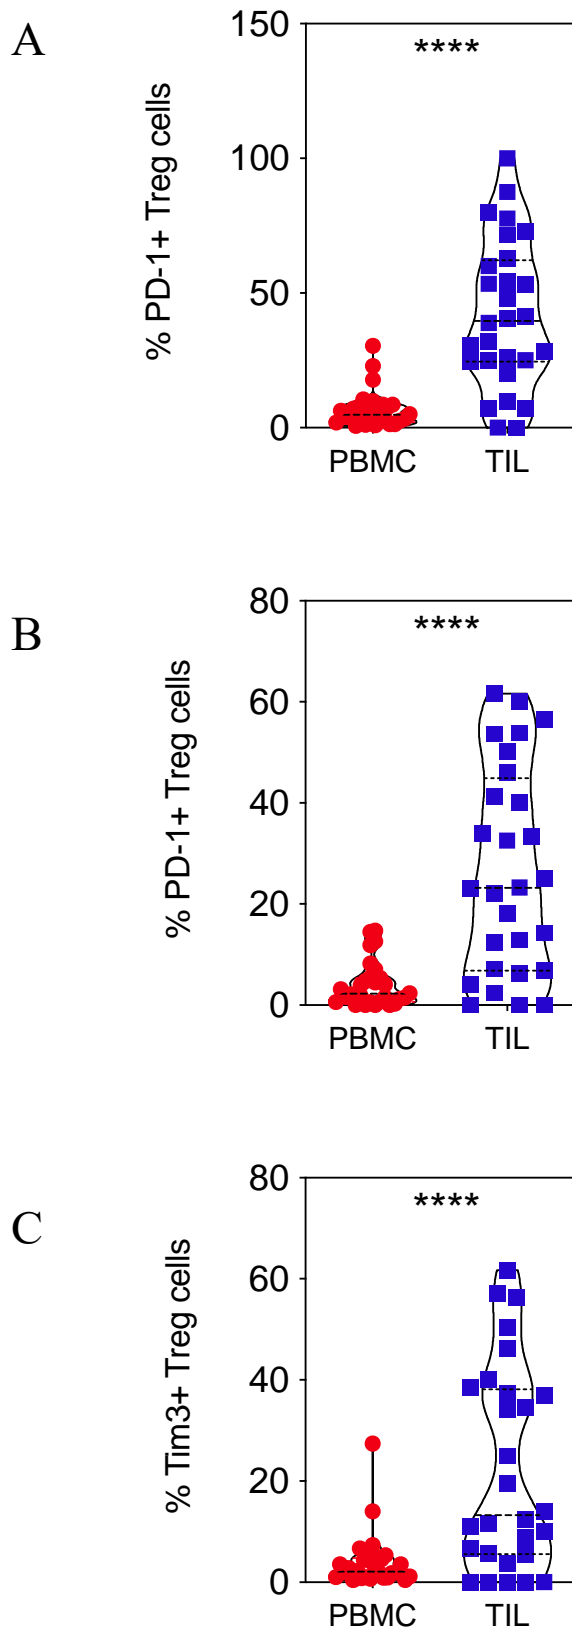 A
% PD-1+ Treg cells
150
100
50
0
****
PBMC
TIL
B
% PD-1+ Treg cells
80
60
40
20
0
****
PBMC
TIL
C
% Tim3+ Treg cells
80
60
40
20
0
****
PBMC
TIL